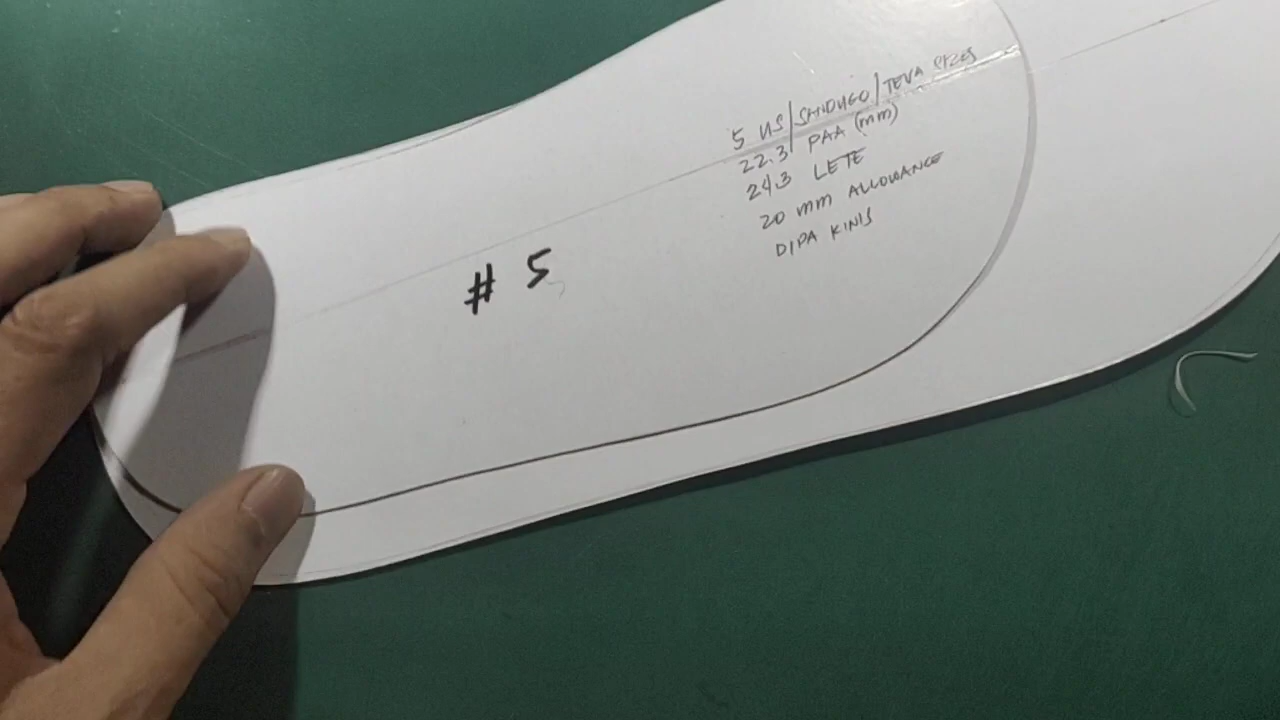 5 US/SANDUGO/TEVA SIZES
22.3 PAA (mm)
24.3 LETE
20 mm ALLOWANCE
DIPA KINIS
# 5